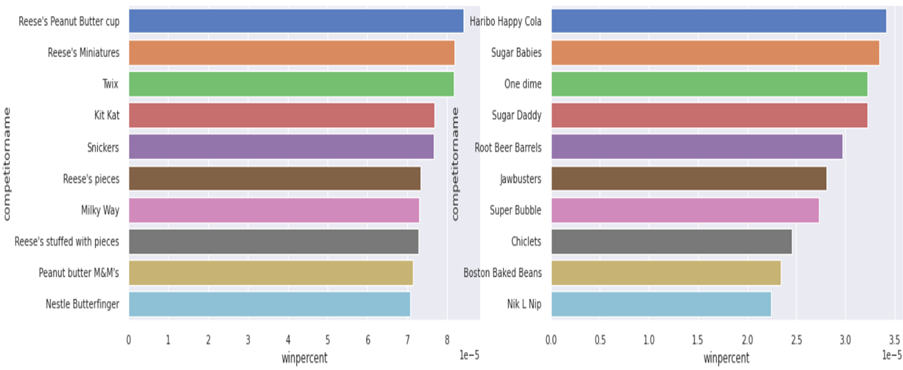 competitorname
Reese's Peanut Butter cup
Reese's Miniatures
Twix
Kit Kat
Snickers
Reese's pieces
Milky Way
Reese's stuffed with pieces
Peanut butter M&M's
Nestle Butterfinger
0 1 2 3 4 5 6 7 8
1e−5
winpercent
competitorname
Haribo Happy Cola
Sugar Babies
One dime
Sugar Daddy
Root Beer Barrels
Jawbusters
Super Bubble
Chiclets
Boston Baked Beans
Nik L Nip
0.0 0.5 1.0 1.5 2.0 2.5 3.0 3.5
1e−5
winpercent